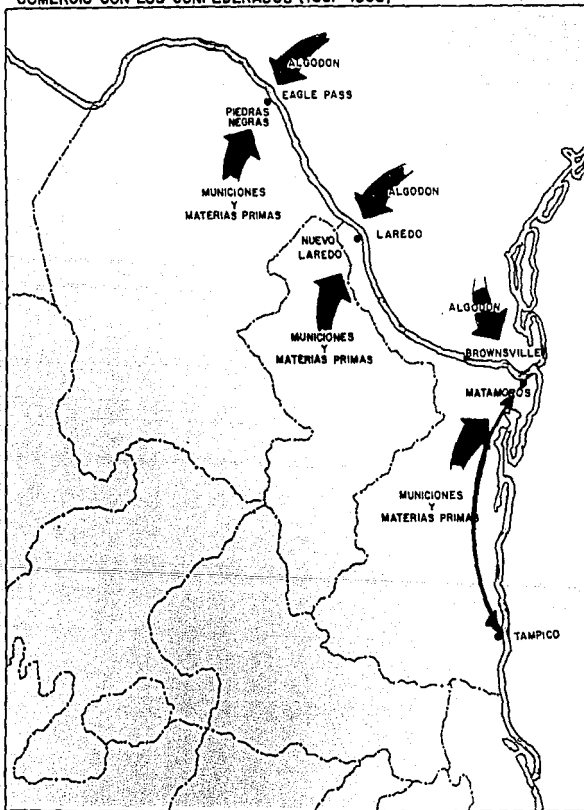 COMERCIO CON LOS CONFEDERADOS (1861-1865)
ALGODON
EAGLE PASS
PIEDRAS
NEGRAS
MUNICIONES
Y
MATERIAS PRIMAS
ALGODON
LAREDO
NUEVO
LAREDO
MUNICIONES
Y
MATERIAS PRIMAS
ALGODON
BROWNSVILLE
MATAMOROS
MUNICIONES
Y
MATERIAS PRIMAS
TAMPICO